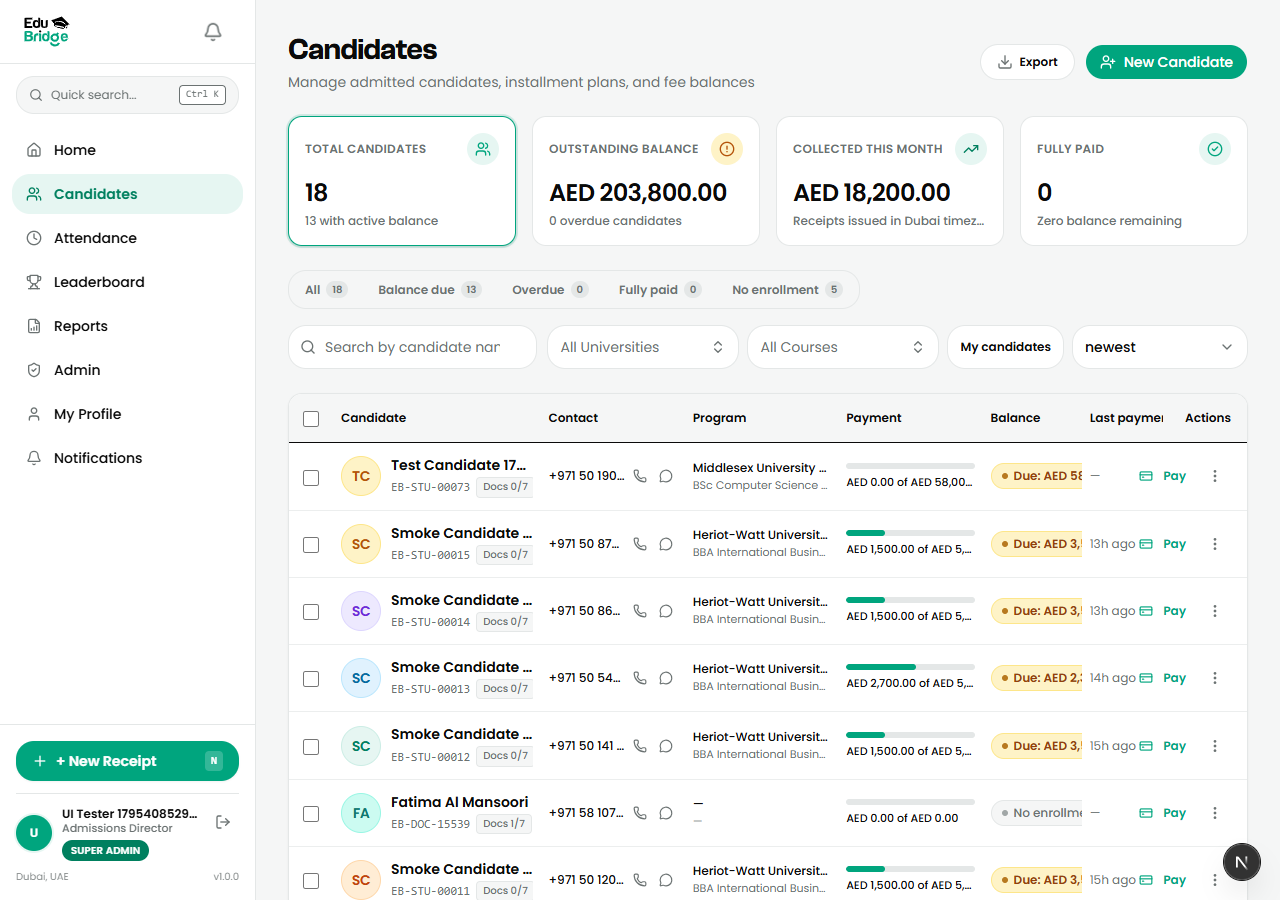 Edu
Bridge
Quick search...
Ctrl K
Home
Candidates
Attendance
Leaderboard
Reports
Admin
My Profile
Notifications
+ New Receipt
N
U
UI Tester 1795408529...
Admissions Director
SUPER ADMIN
Dubai, UAE
v1.0.0
Candidates
Manage admitted candidates, installment plans, and fee balances
Export
New Candidate
TOTAL CANDIDATES
18
13 with active balance
OUTSTANDING BALANCE
AED 203,800.00
0 overdue candidates
COLLECTED THIS MONTH
AED 18,200.00
Receipts issued in Dubai timez...
FULLY PAID
0
Zero balance remaining
All 18
Balance due 13
Overdue 0
Fully paid 0
No enrollment 5
Search by candidate nar
All Universities
All Courses
My candidates
newest
Candidate Contact Program Payment Balance Last paymer Actions
TC
Test Candidate 17...
EB-STU-00073 Docs 0/7
+971 50 190...
Middlesex University ...
BSc Computer Science ...
AED 0.00 of AED 58,00...
Due: AED 58
—
Pay
SC
Smoke Candidate ...
EB-STU-00015 Docs 0/7
+971 50 87...
Heriot-Watt Universit...
BBA International Busin...
AED 1,500.00 of AED 5,...
Due: AED 3,
13h ago
Pay
SC
Smoke Candidate ...
EB-STU-00014 Docs 0/7
+971 50 86...
Heriot-Watt Universit...
BBA International Busin...
AED 1,500.00 of AED 5,...
Due: AED 3,
13h ago
Pay
SC
Smoke Candidate ...
EB-STU-00013 Docs 0/7
+971 50 54...
Heriot-Watt Universit...
BBA International Busin...
AED 2,700.00 of AED 5,...
Due: AED 2,
14h ago
Pay
SC
Smoke Candidate ...
EB-STU-00012 Docs 0/7
+971 50 141 ...
Heriot-Watt Universit...
BBA International Busin...
AED 1,500.00 of AED 5,...
Due: AED 3,
15h ago
Pay
FA
Fatima Al Mansoori
EB-DOC-15539 Docs 1/7
+971 58 107...
—
—
AED 0.00 of AED 0.00
No enrollme
—
Pay
SC
Smoke Candidate ...
EB-STU-00011 Docs 0/7
+971 50 120...
Heriot-Watt Universit...
BBA International Busin...
AED 1,500.00 of AED 5,...
Due: AED 3,
15h ago
Pay
N